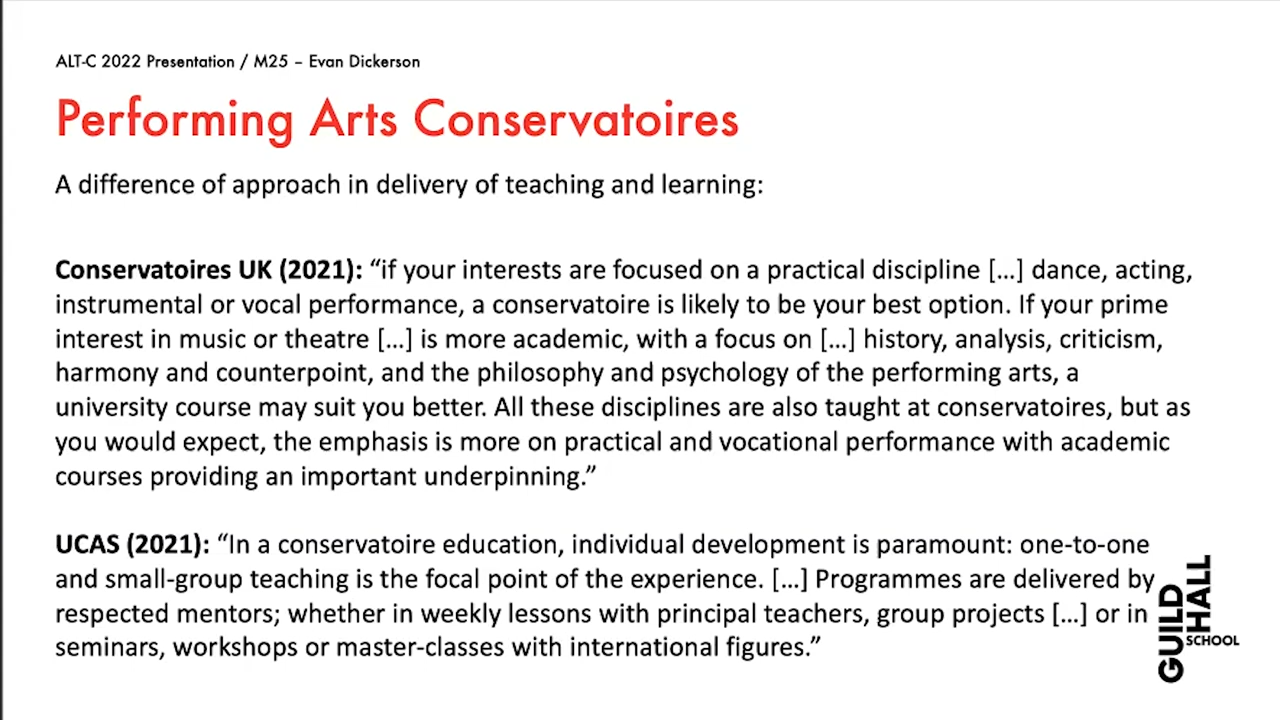 ALT-C 2022 Presentation / M25 – Evan Dickerson
Performing Arts Conservatoires
A difference of approach in delivery of teaching and learning:
Conservatoires UK (2021): “if your interests are focused on a practical discipline […] dance, acting,
instrumental or vocal performance, a conservatoire is likely to be your best option. If your prime
interest in music or theatre […] is more academic, with a focus on […] history, analysis, criticism,
harmony and counterpoint, and the philosophy and psychology of the performing arts, a
university course may suit you better. All these disciplines are also taught at conservatoires, but as
you would expect, the emphasis is more on practical and vocational performance with academic
courses providing an important underpinning.”
UCAS (2021): “In a conservatoire education, individual development is paramount: one-to-one
and small-group teaching is the focal point of the experience. […] Programmes are delivered by
respected mentors; whether in weekly lessons with principal teachers, group projects […] or in
seminars, workshops or master-classes with international figures.”
GUILD
HALL
SCHOOL